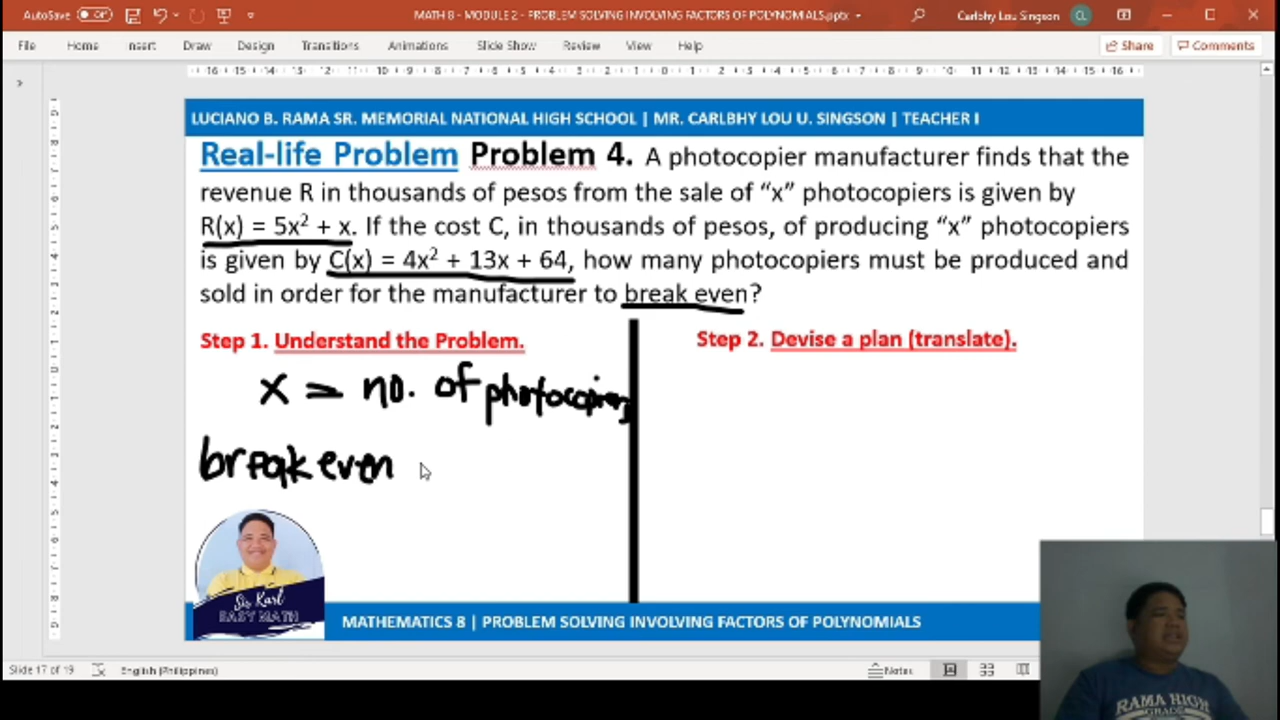 AutoSave Off MATH 8 - MODULE 2 - PROBLEM SOLVING INVOLVING FACTORS OF POLYNOMIALS.pptx Carlbhy Lou Singson CL
File Home Insert Draw Design Transitions Animations Slide Show Review View Help Share Comments
LUCIANO B. RAMA SR. MEMORIAL NATIONAL HIGH SCHOOL | MR. CARLBHY LOU U. SINGSON | TEACHER I
Real-life Problem Problem 4. A photocopier manufacturer finds that the
revenue R in thousands of pesos from the sale of “x” photocopiers is given by
R(x) = 5x² + x. If the cost C, in thousands of pesos, of producing “x” photocopiers
is given by C(x) = 4x² + 13x + 64, how many photocopiers must be produced and
sold in order for the manufacturer to break even?
Step 1. Understand the Problem.
x = no. of photocopiers
break even
Step 2. Devise a plan (translate).
Sir Karl
EASY MATH
MATHEMATICS 8 | PROBLEM SOLVING INVOLVING FACTORS OF POLYNOMIALS
RAMA HIGH
GRADE
Slide 17 of 19 English (Philippines) Notes